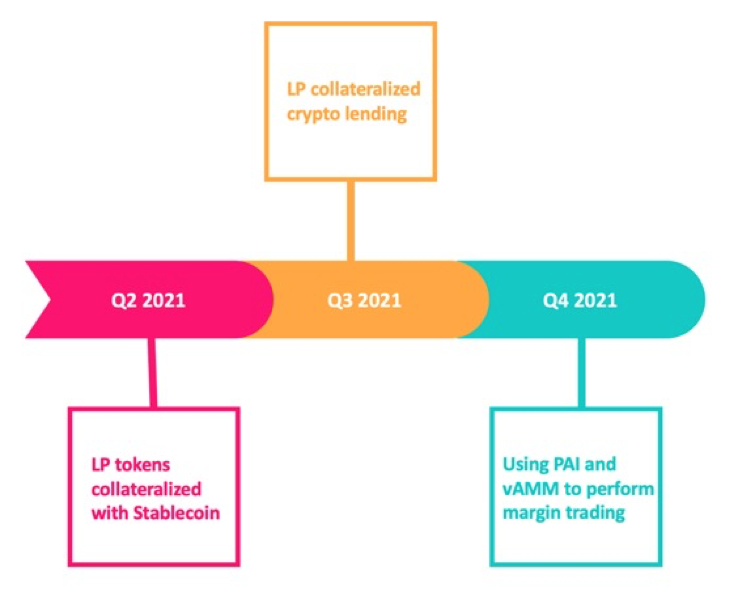 LP collateralized
crypto lending
Q2 2021
Q3 2021
Q4 2021
LP tokens
collateralized
with Stablecoin
Using PAI and
vAMM to perform
margin trading